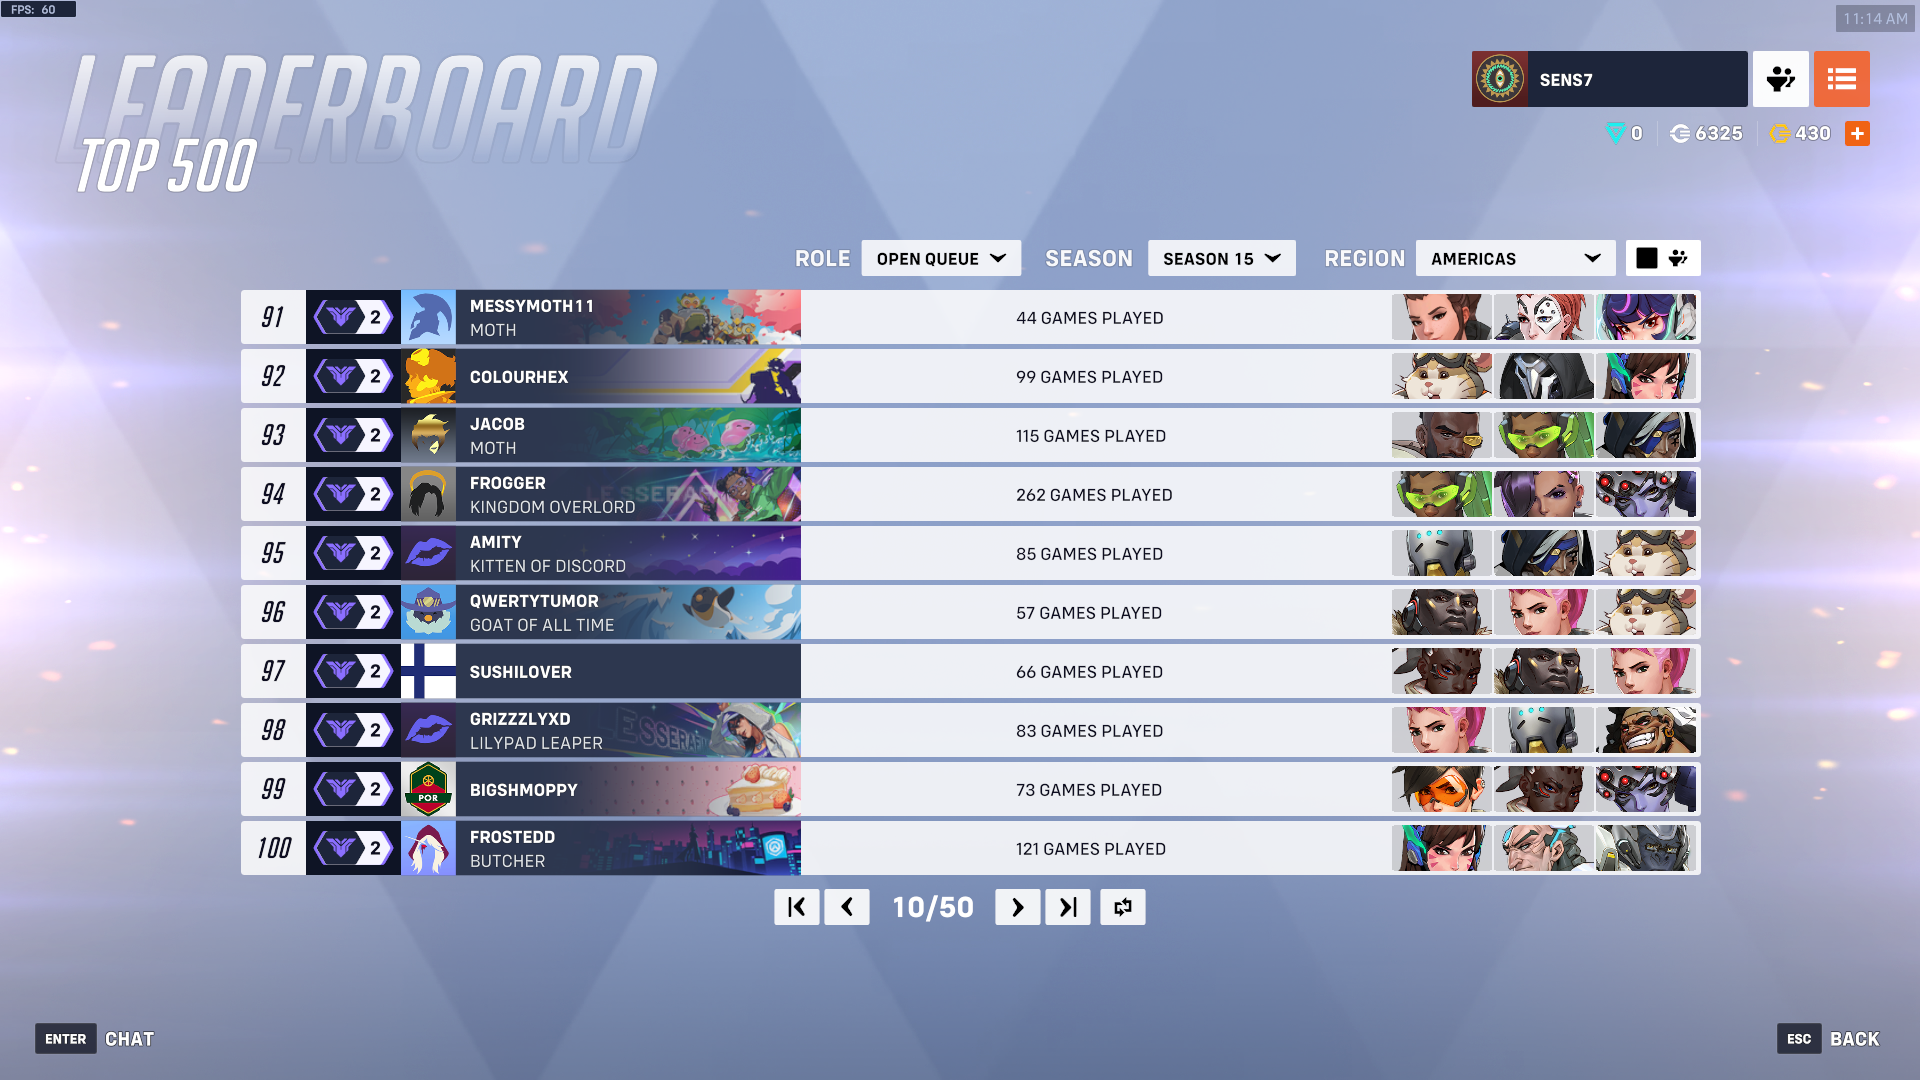 FPS: 60
11:14 AM
LEADERBOARD
TOP 500
SENS7
0 6325 430
ROLE OPEN QUEUE SEASON SEASON 15 REGION AMERICAS
91 2 MESSYMOTH11 44 GAMES PLAYED
MOTH
92 2 COLOURHEX 99 GAMES PLAYED
93 2 JACOB 115 GAMES PLAYED
MOTH
94 2 FROGGER 262 GAMES PLAYED
KINGDOM OVERLORD
95 2 AMITY 85 GAMES PLAYED
KITTEN OF DISCORD
96 2 QWERTYTUMOR 57 GAMES PLAYED
GOAT OF ALL TIME
97 2 SUSHILOVER 66 GAMES PLAYED
98 2 GRIZZZLYXD 83 GAMES PLAYED
LILYPAD LEAPER
99 2 POR BIGSHMOPPY 73 GAMES PLAYED
100 2 FROSTEDD 121 GAMES PLAYED
BUTCHER
10/50
ENTER CHAT
ESC BACK